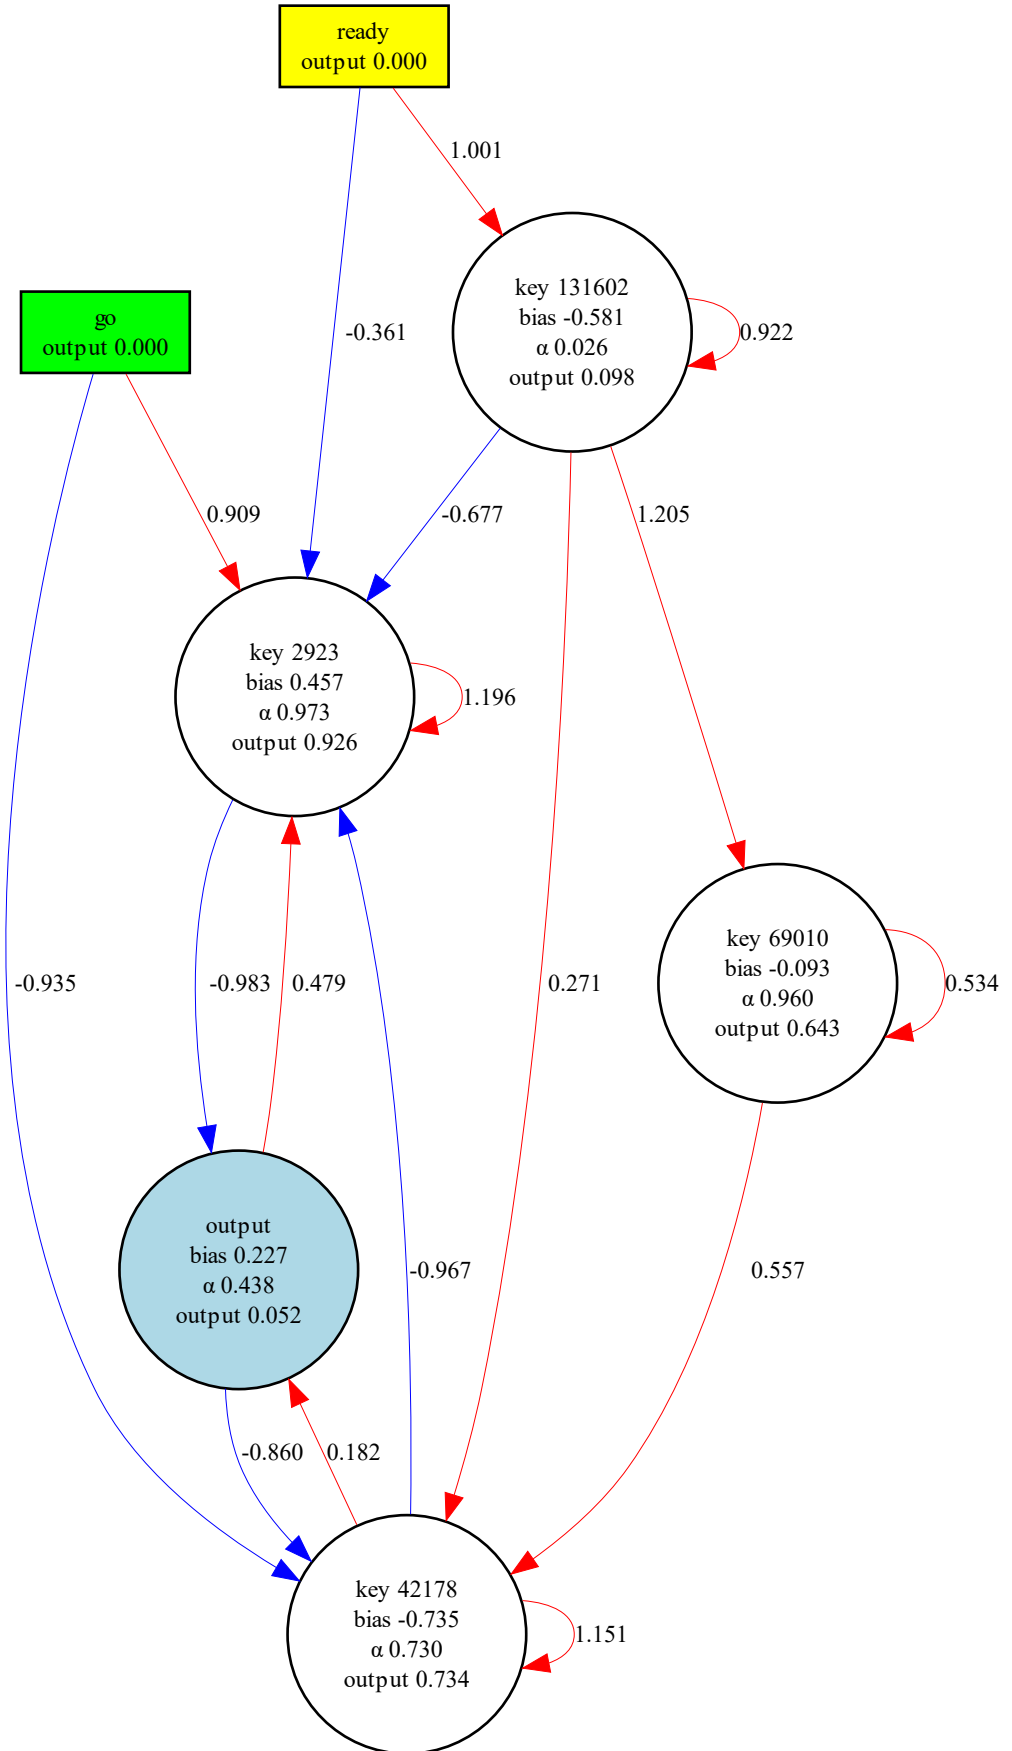 ready
output 0.000
1.001
key 131602
bias -0.581
α 0.026
output 0.098
0.922
go
output 0.000
-0.361
0.909
-0.677
1.205
key 2923
bias 0.457
α 0.973
output 0.926
1.196
key 69010
bias -0.093
α 0.960
output 0.643
0.534
-0.935
-0.983
0.479
0.271
output
bias 0.227
α 0.438
output 0.052
-0.967
0.557
-0.860
0.182
key 42178
bias -0.735
α 0.730
output 0.734
1.151